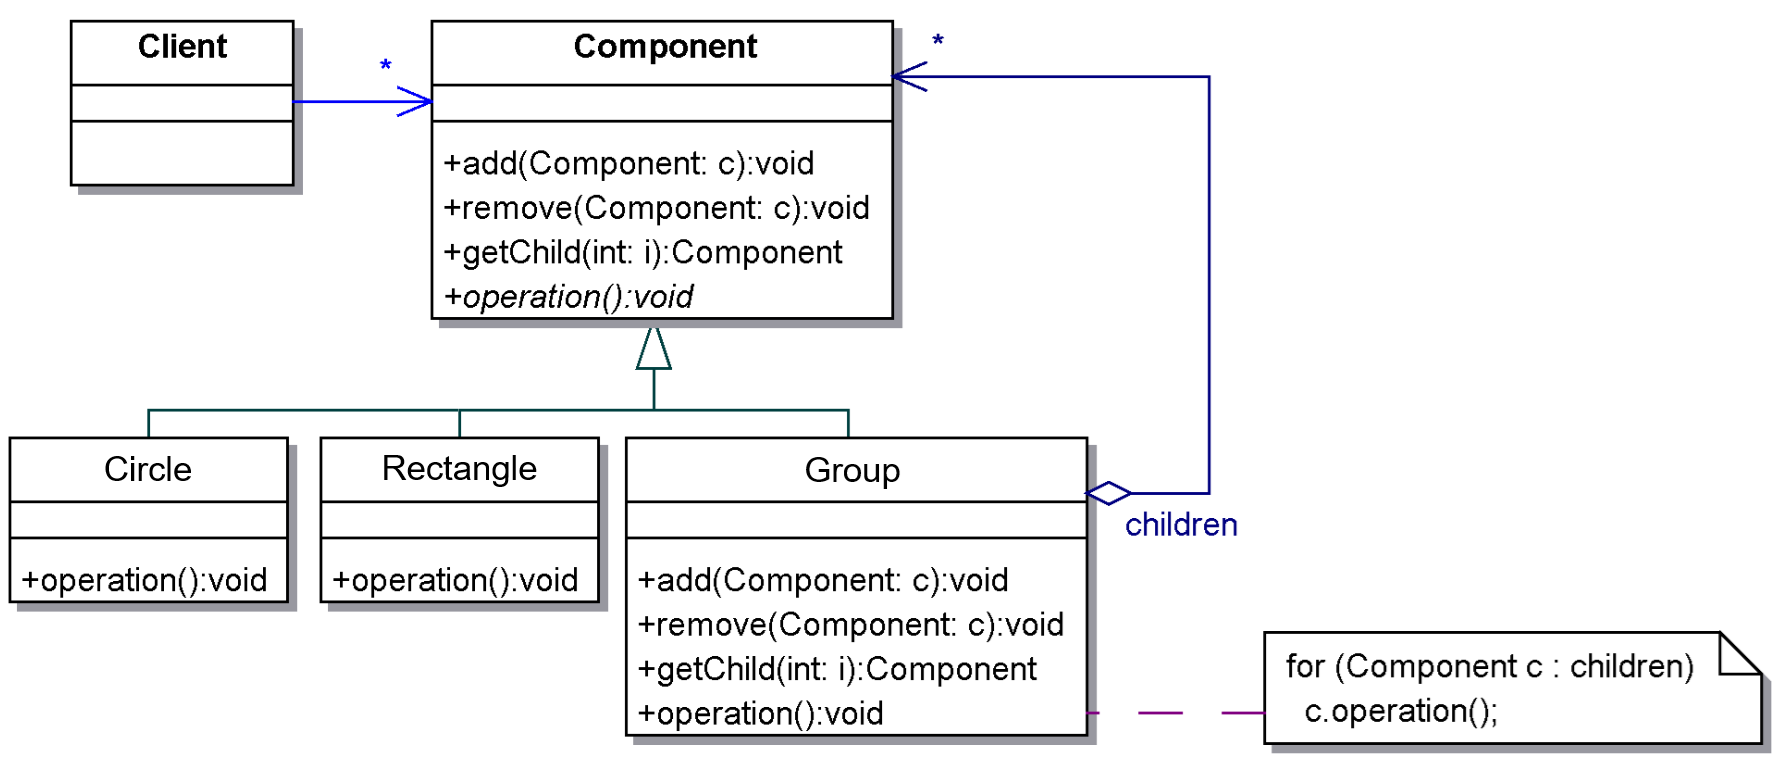 Client
*
Component
*
+add(Component: c):void
+remove(Component: c):void
+getChild(int: i):Component
+operation():void
Circle
+operation():void
Rectangle
+operation():void
Group
+add(Component: c):void
+remove(Component: c):void
+getChild(int: i):Component
+operation():void
children
for (Component c : children)
c.operation();